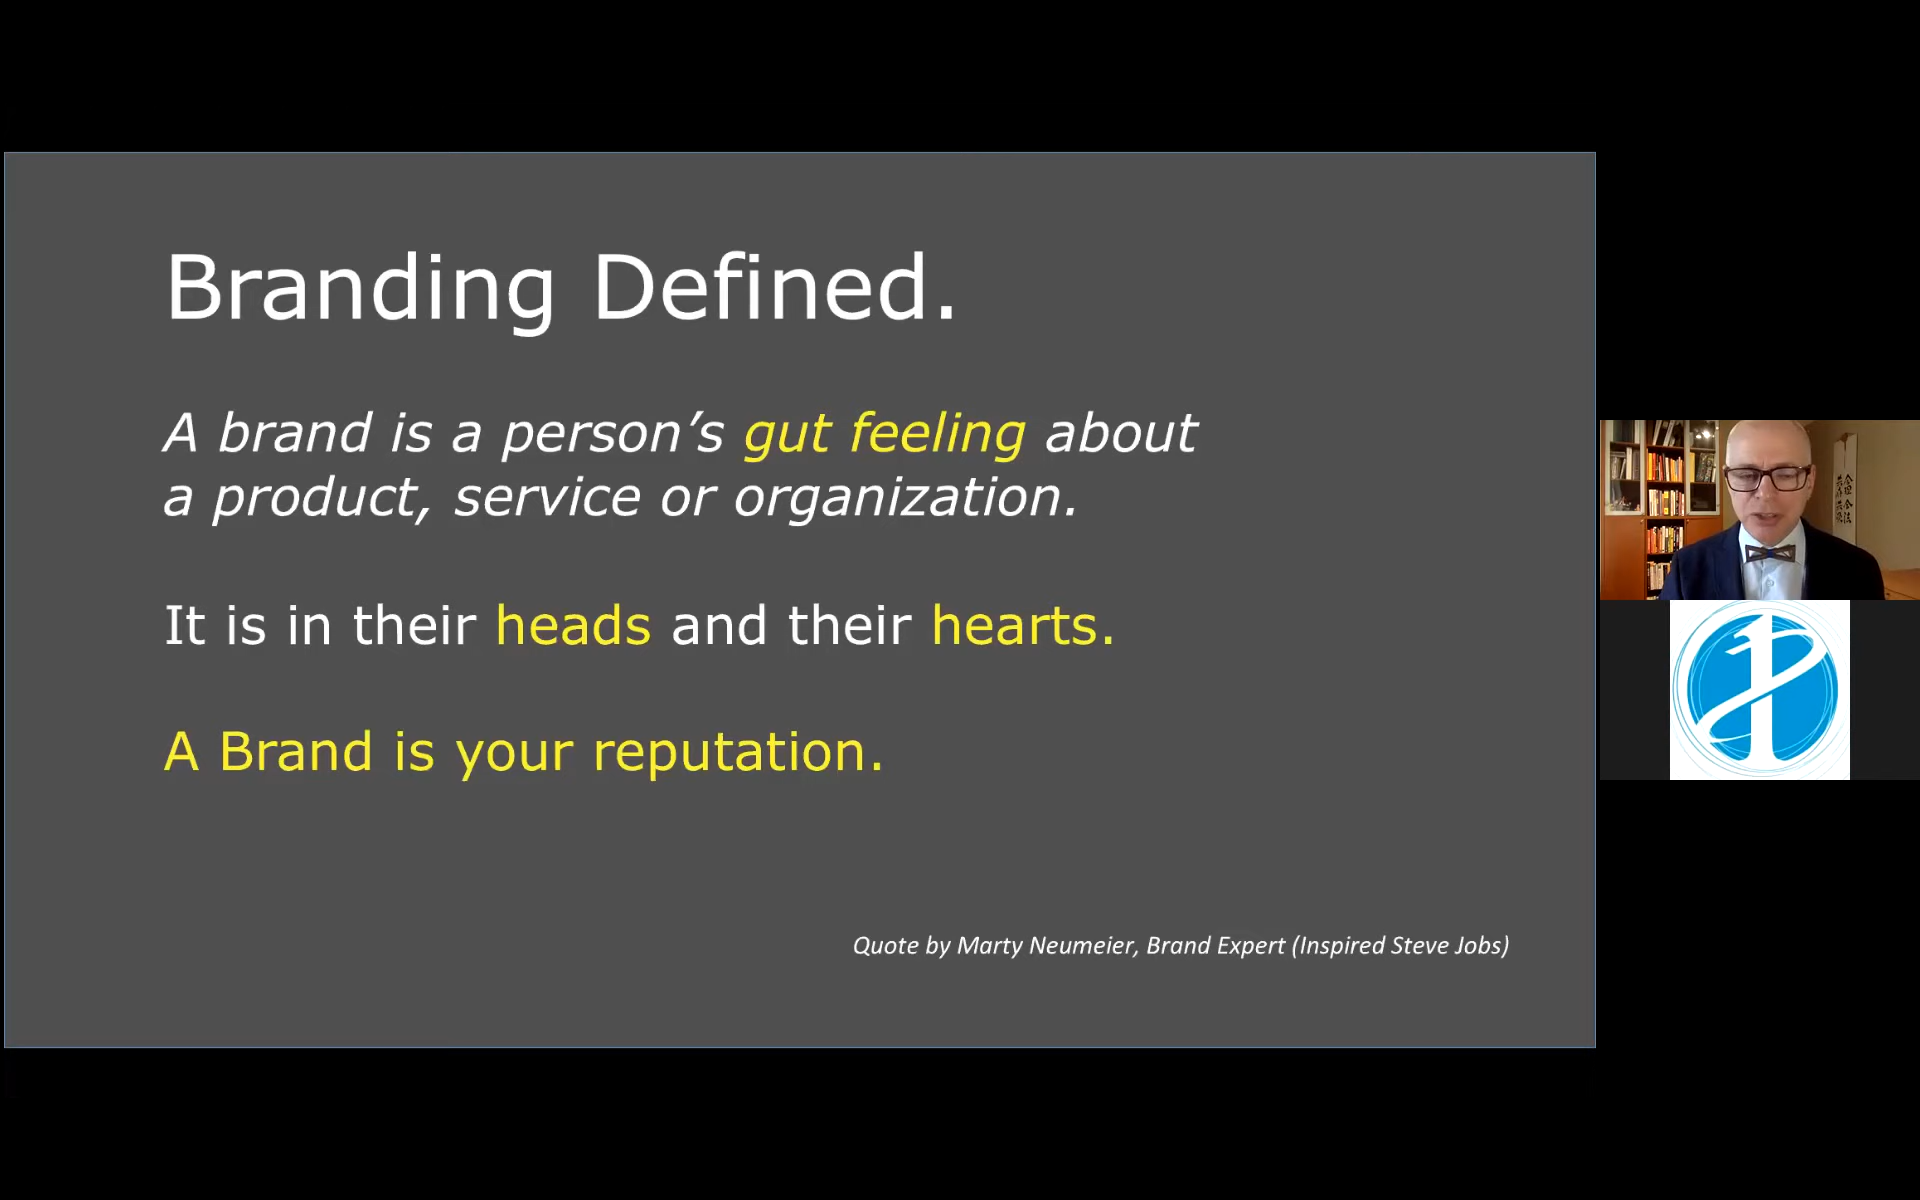 Branding Defined.
A brand is a person’s gut feeling about
a product, service or organization.
It is in their heads and their hearts.
A Brand is your reputation.
Quote by Marty Neumeier, Brand Expert (Inspired Steve Jobs)